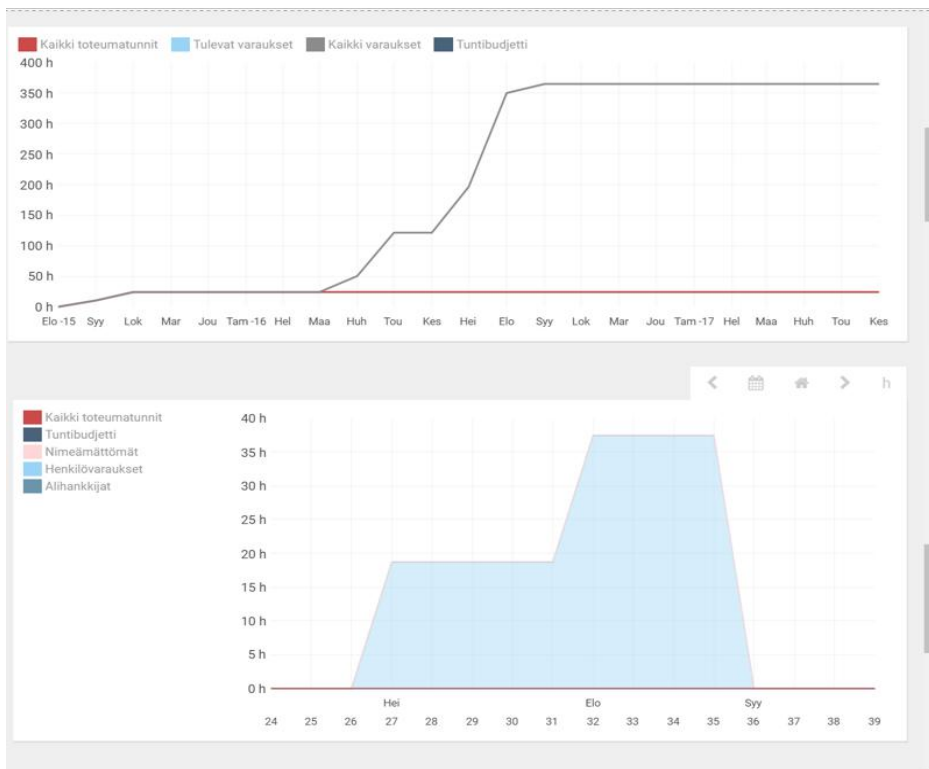 Kaikki toteumatunnit Tulevat varaukset Kaikki varaukset Tuntibudjetti
400 h
350 h
300 h
250 h
200 h
150 h
100 h
50 h
0 h
Elo -15 Syy Lok Mar Jou Tam -16 Hel Maa Huh Tou Kes Hei Elo Syy Lok Mar Jou Tam -17 Hel Maa Huh Tou Kes
h
Kaikki toteumatunnit
Tuntibudjetti
Nimeämättömät
Henkilövaraukset
Alihankkijat
40 h
35 h
30 h
25 h
20 h
15 h
10 h
5 h
0 h
Hei Elo Syy
24 25 26 27 28 29 30 31 32 33 34 35 36 37 38 39